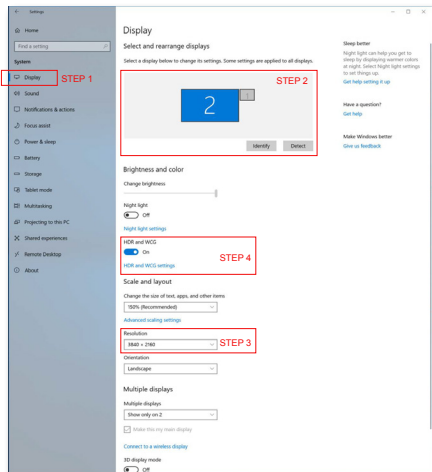 Settings
Home
Find a setting
System
Display
STEP 1
Sound
Notifications & actions
Focus assist
Power & sleep
Battery
Storage
Tablet mode
Multitasking
Projecting to this PC
Shared experiences
Remote Desktop
About
Display
Select and rearrange displays
Select a display below to change its settings. Some settings are applied to all displays.
STEP 2
2
1
Identify
Detect
Brightness and color
Change brightness
Night light
Off
Night light settings
HDR and WCG
On
STEP 4
HDR and WCG settings
Scale and layout
Change the size of text, apps, and other items
150% (Recommended)
Advanced scaling settings
Resolution
3840 × 2160
STEP 3
Orientation
Landscape
Multiple displays
Multiple displays
Show only on 2
Make this my main display
Connect to a wireless display
3D display mode
Off
Sleep better
Night light can help you get to
sleep by displaying warmer colors
at night. Select Night light settings
to set things up.
Get help setting it up
Have a question?
Get help
Make Windows better
Give us feedback